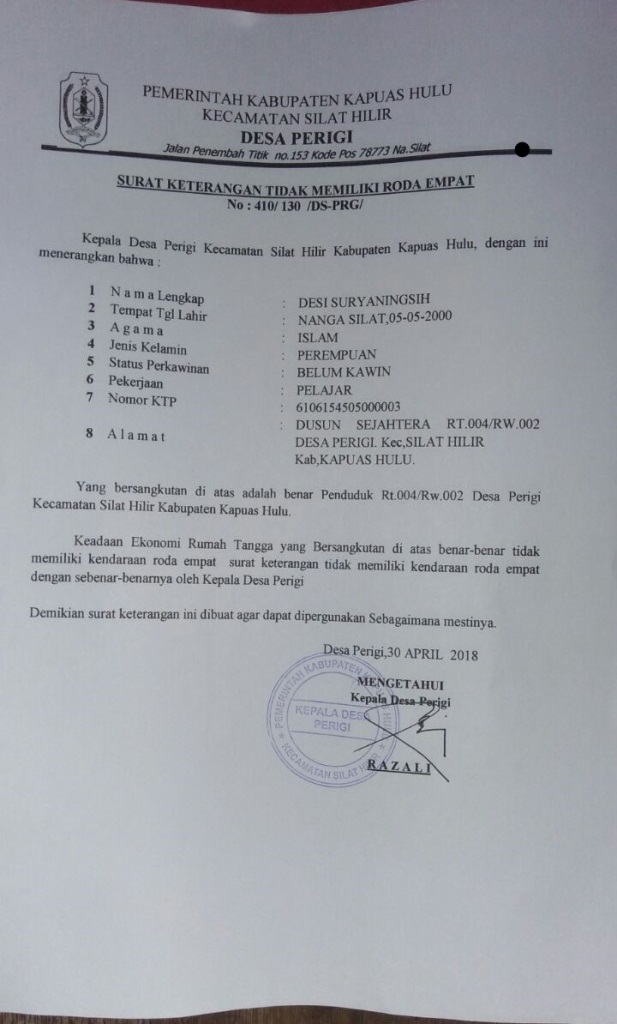 PEMERINTAH KABUPATEN KAPUAS HULU
KECAMATAN SILAT HILIR
DESA PERIGI
Jalan Penembah Titik no.153 Kode Pos 78773 Na.Silat
SURAT KETERANGAN TIDAK MEMILIKI RODA EMPAT
No : 410/ 130 /DS-PRG/
Kepala Desa Perigi Kecamatan Silat Hilir Kabupaten Kapuas Hulu, dengan ini
menerangkan bahwa :
1 N a m a Lengkap : DESI SURYANINGSIH
2 Tempat Tgl Lahir : NANGA SILAT,05-05-2000
3 A g a m a : ISLAM
4 Jenis Kelamin : PEREMPUAN
5 Status Perkawinan : BELUM KAWIN
6 Pekerjaan : PELAJAR
7 Nomor KTP : 6106154505000003
8 A l a m a t : DUSUN SEJAHTERA RT.004/RW.002
DESA PERIGI. Kec,SILAT HILIR
Kab,KAPUAS HULU.
Yang bersangkutan di atas adalah benar Penduduk Rt.004/Rw.002 Desa Perigi
Kecamatan Silat Hilir Kabupaten Kapuas Hulu.
Keadaan Ekonomi Rumah Tangga yang Bersangkutan di atas benar-benar tidak
memiliki kendaraan roda empat surat keterangan tidak memiliki kendaraan roda empat
dengan sebenar-benarnya oleh Kepala Desa Perigi
Demikian surat keterangan ini dibuat agar dapat dipergunakan Sebagaimana mestinya.
Desa Perigi,30 APRIL 2018
MENGETAHUI
Kepala Desa Perigi
PEMERINTAH KABUPATEN
KEPALA DESA
PERIGI
KECAMATAN SILAT
R A Z A L I